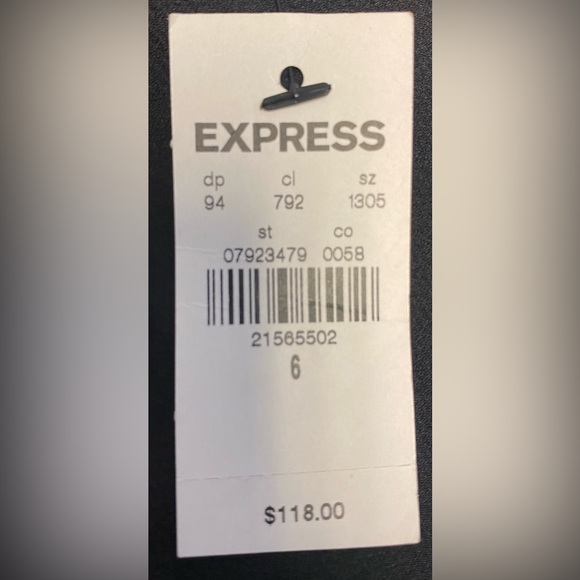 EXPRESS
dp cl sz
94 792 1305
st co
07923479 0058
21565502
6
$118.00